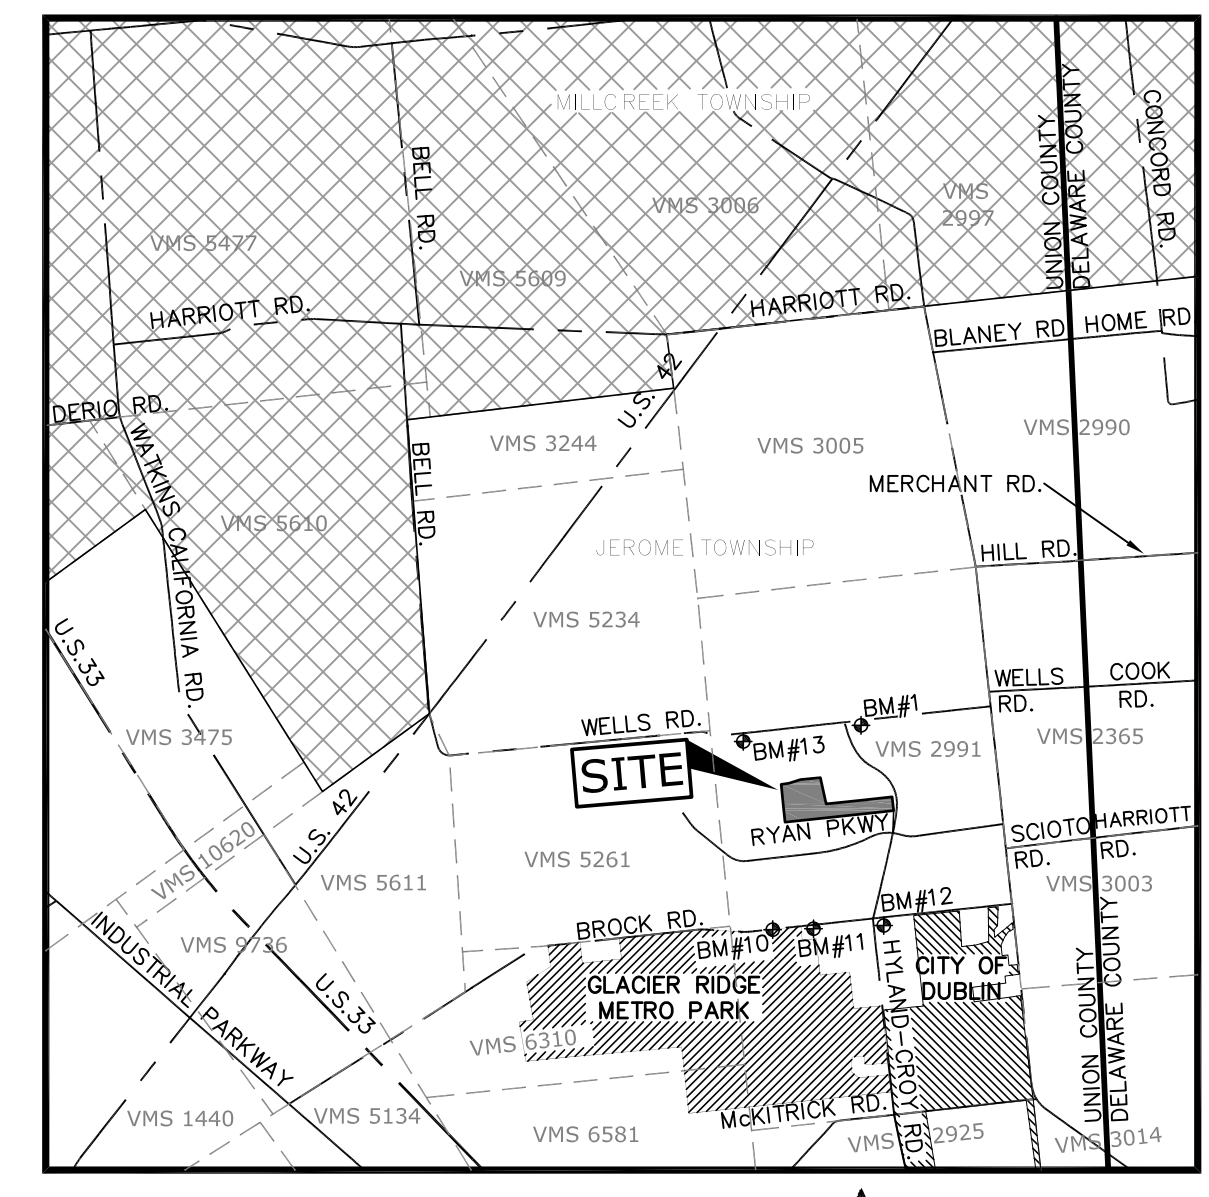 MILLCREEK TOWNSHIP
UNION COUNTY
DELAWARE COUNTY
CONCORD RD.
BELL RD.
VMS 3006
VMS
2997
VMS 5477
VMS 5609
HARRIOTT RD.
HARRIOTT RD.
BLANEY RD
HOME RD
U.S. 42
DERIO RD.
WATKINS CALIFORNIA RD.
VMS 3244
VMS 3005
VMS 2990
BELL RD.
MERCHANT RD.
VMS 5610
JEROME TOWNSHIP
HILL RD.
VMS 5234
U.S.33
WELLS
RD.
COOK
RD.
BM#1
WELLS RD.
BM#13
VMS 3475
VMS 2991
VMS 2365
SITE
U.S. 42
RYAN PKWY
SCIOTO
RD.
HARRIOTT
RD.
VMS 10620
VMS 5261
VMS 5611
VMS 3003
BM#12
BROCK RD.
BM#10
BM#11
INDUSTRIAL PARKWAY
VMS 9736
U.S.33
GLACIER RIDGE
METRO PARK
HYLAND-CROY RD.
CITY OF
DUBLIN
UNION COUNTY
DELAWARE COUNTY
VMS 6310
VMS 1440
VMS 5134
McKITRICK RD.
VMS 6581
VMS 2925
VMS 3014